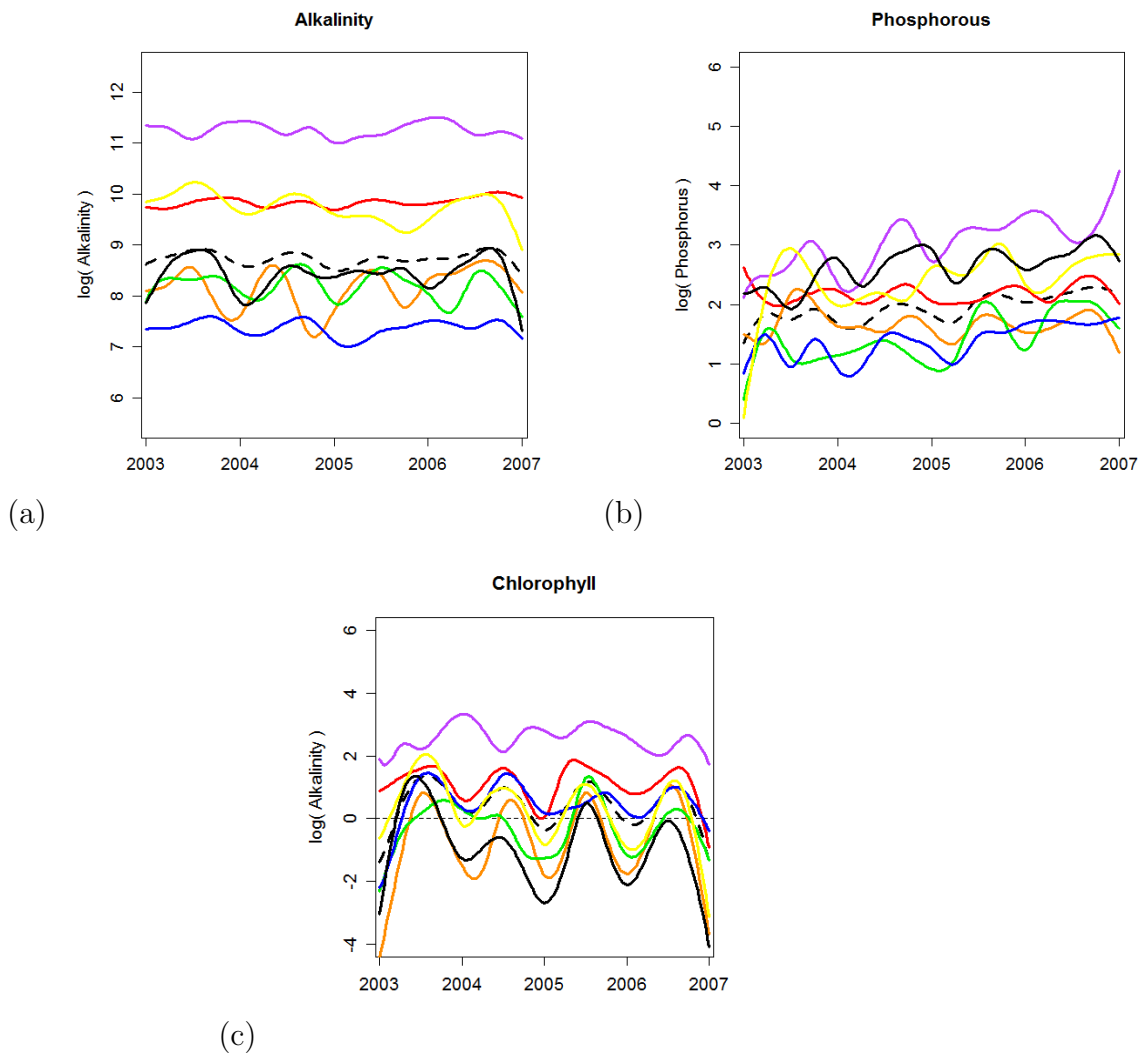 Alkalinity
log( Alkalinity )
12
11
10
9
8
7
6
2003 2004 2005 2006 2007
(a)
Phosphorous
log( Phosphorus )
6
5
4
3
2
1
0
2003 2004 2005 2006 2007
(b)
Chlorophyll
log( Alkalinity )
6
4
2
0
-2
-4
2003 2004 2005 2006 2007
(c)